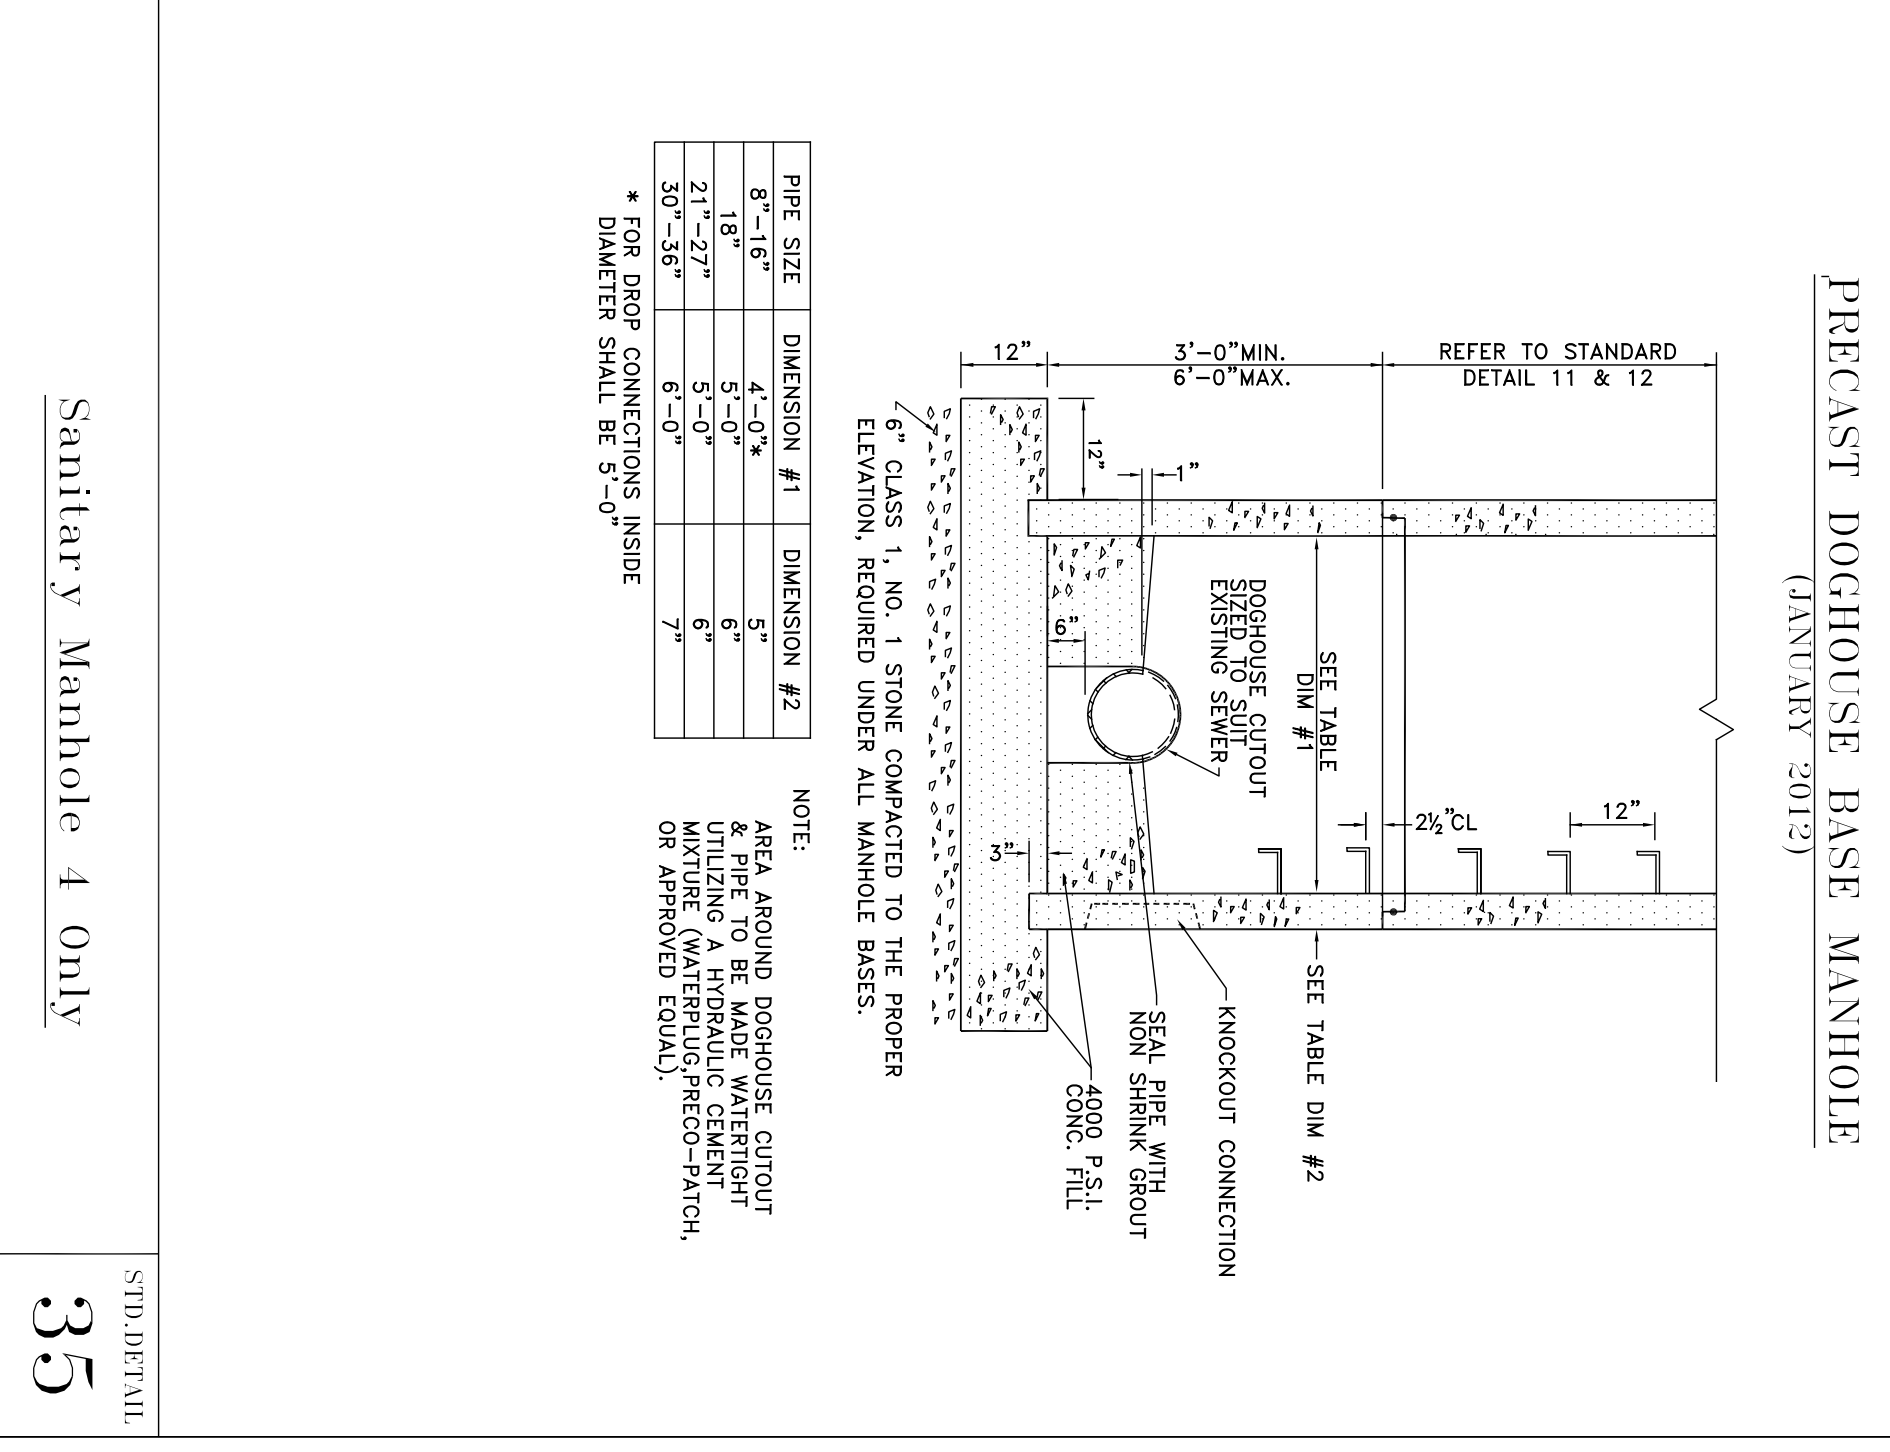 PRECAST DOGHOUSE BASE MANHOLE
(JANUARY 2012)
REFER TO STANDARD
DETAIL 11 & 12
3'-0"MIN.
6'-0"MAX.
12"
12"
1"
6"
3"
12"
2½"CL
SEE TABLE
DIM #1
SEE TABLE DIM #2
DOGHOUSE CUTOUT
SIZED TO SUIT
EXISTING SEWER
KNOCKOUT CONNECTION
SEAL PIPE WITH
NON SHRINK GROUT
4000 P.S.I.
CONC. FILL
6" CLASS 1, NO. 1 STONE COMPACTED TO THE PROPER
ELEVATION, REQUIRED UNDER ALL MANHOLE BASES.
PIPE SIZE DIMENSION #1 DIMENSION #2
8"-16" 4'-0"* 5"
18" 5'-0" 6"
21"-27" 5'-0" 6"
30"-36" 6'-0" 7"
* FOR DROP CONNECTIONS INSIDE
DIAMETER SHALL BE 5'-0"
NOTE:
AREA AROUND DOGHOUSE CUTOUT
& PIPE TO BE MADE WATERTIGHT
UTILIZING A HYDRAULIC CEMENT
MIXTURE (WATERPLUG,PRECO-PATCH,
OR APPROVED EQUAL).
Sanitary Manhole 4 Only
STD.DETAIL
35